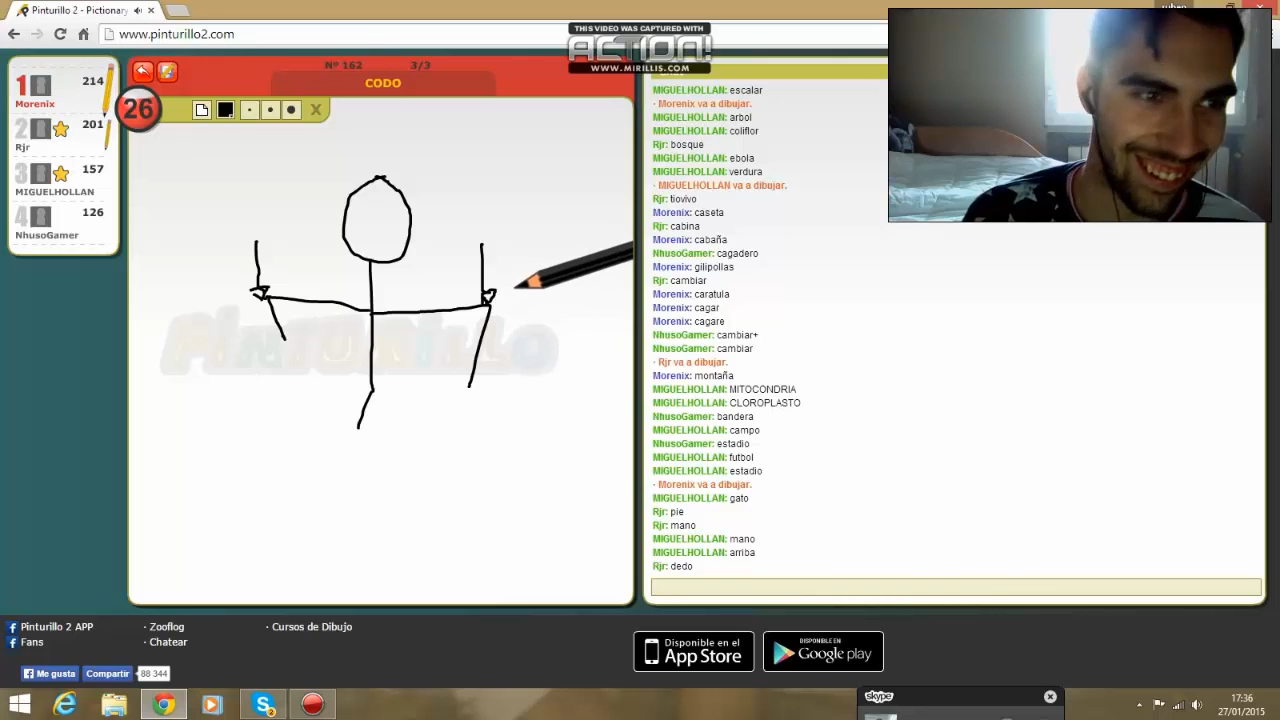 Pinturillo 2 - Pictionary
ruben
www.pinturillo2.com
THIS VIDEO WAS CAPTURED WITH
ACTION!
WWW.MIRILLIS.COM
Nº 162 3/3
CODO
26
X
1 214
Morenix
2 201
Rjr
3 157
MIGUELHOLLAN
4 126
NhusoGamer
Pinturillo
MIGUELHOLLAN: escalar
· Morenix va a dibujar.
MIGUELHOLLAN: arbol
MIGUELHOLLAN: coliflor
Rjr: bosque
MIGUELHOLLAN: ebola
MIGUELHOLLAN: verdura
· MIGUELHOLLAN va a dibujar.
Rjr: tiovivo
Morenix: caseta
Rjr: cabina
Morenix: cabaña
NhusoGamer: cagadero
Morenix: gilipollas
Rjr: cambiar
Morenix: caratula
Morenix: cagar
Morenix: cagare
NhusoGamer: cambiar+
NhusoGamer: cambiar
· Rjr va a dibujar.
Morenix: montaña
MIGUELHOLLAN: MITOCONDRIA
MIGUELHOLLAN: CLOROPLASTO
NhusoGamer: bandera
MIGUELHOLLAN: campo
NhusoGamer: estadio
MIGUELHOLLAN: futbol
MIGUELHOLLAN: estadio
· Morenix va a dibujar.
MIGUELHOLLAN: gato
Rjr: pie
Rjr: mano
MIGUELHOLLAN: mano
MIGUELHOLLAN: arriba
Rjr: dedo
Pinturillo 2 APP · Zooflog · Cursos de Dibujo
Fans · Chatear
Me gusta Compartir 88 344
Disponible en el
App Store
DISPONIBLE EN
Google play
skype
17:36
27/01/2015